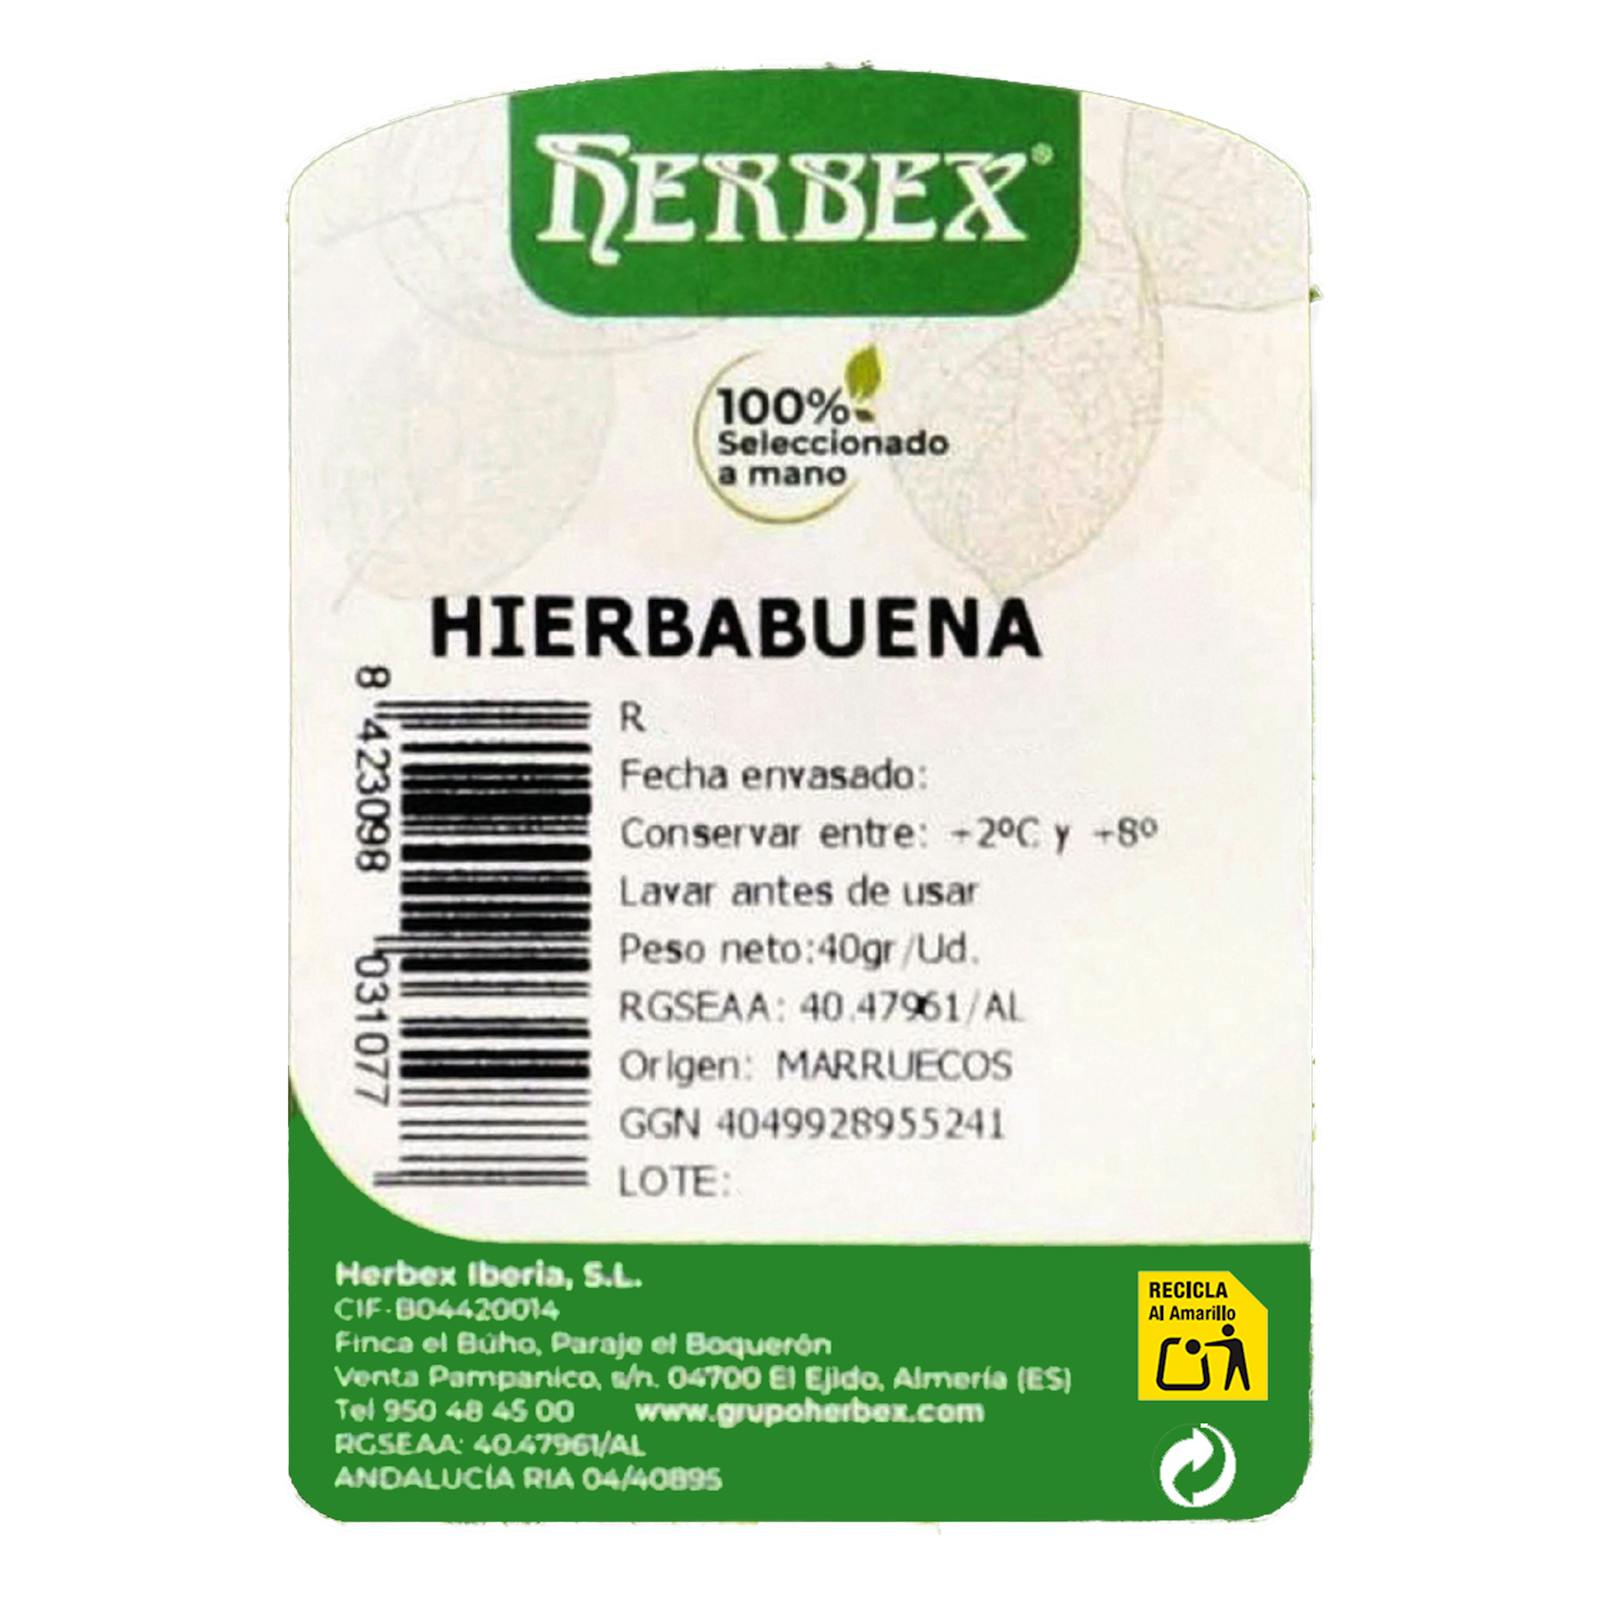 HERBEX®
100%
Seleccionado
a mano
HIERBABUENA
8 423098 031077
R
Fecha envasado:
Conservar entre: +2ºC y +8º
Lavar antes de usar
Peso neto:40gr/Ud.
RGSEAA: 40.47961/AL
Origen: MARRUECOS
GGN 4049928955241
LOTE:
Herbex Iberia, S.L.
CIF-B04420014
Finca el Búho, Paraje el Boquerón
Venta Pampanico, s/n. 04700 El Ejido, Almería (ES)
Tel 950 48 45 00 www.grupoherbex.com
RGSEAA: 40.47961/AL
ANDALUCÍA RIA 04/40895
RECICLA
Al Amarillo